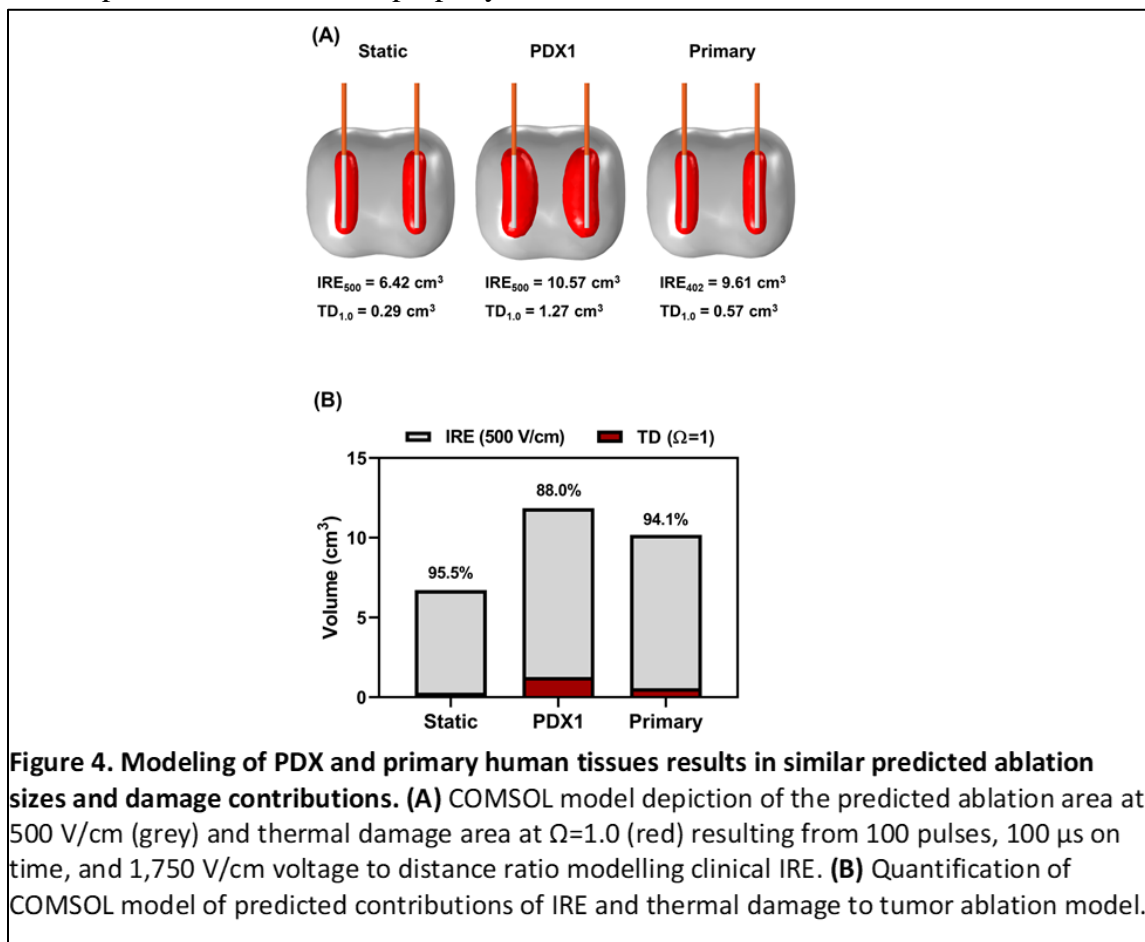 (A)
Static PDX1 Primary
IRE₅₀₀ = 6.42 cm³ IRE₅₀₀ = 10.57 cm³ IRE₄₀₂ = 9.61 cm³
TD₁.₀ = 0.29 cm³ TD₁.₀ = 1.27 cm³ TD₁.₀ = 0.57 cm³
(B)
IRE (500 V/cm) TD (Ω=1)
Volume (cm³)
15
10
5
0
95.5%
88.0%
94.1%
Static PDX1 Primary
Figure 4. Modeling of PDX and primary human tissues results in similar predicted ablation
sizes and damage contributions. (A) COMSOL model depiction of the predicted ablation area at
500 V/cm (grey) and thermal damage area at Ω=1.0 (red) resulting from 100 pulses, 100 µs on
time, and 1,750 V/cm voltage to distance ratio modelling clinical IRE. (B) Quantification of
COMSOL model of predicted contributions of IRE and thermal damage to tumor ablation model.